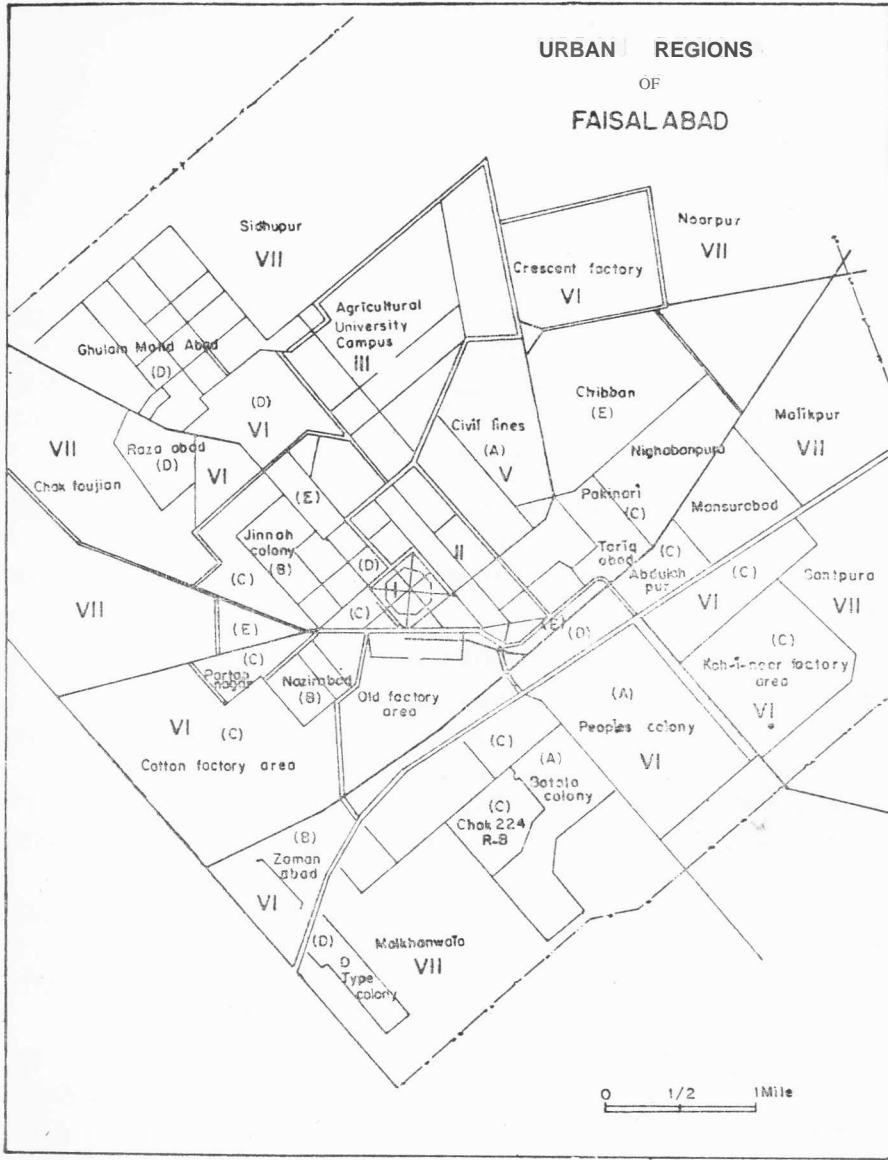 URBAN REGIONS
OF
FAISALABAD
Sidhupur
VII
Noorpur
VII
Crescent factory
VI
Agricultural
University
Campus
III
Ghulam Mohd Abad
(D)
(D)
VI
Chibban
(E)
Civil lines
(A)
V
Malikpur
VII
VII
Raza abad
(D)
VI
Chak foujian
Nighabanpura
(E)
Pakinari
(C)
Mansurabad
Jinnah
colony
(B)
(D)
II
I
Tariq
abad
(C)
Abdullah
pur
(C)
(C)
VI
Santpura
VII
VII
(C)
(E)
(E)
(D)
(C)
Partap
nagar
Nazirabad
(B)
Old factory
area
(C)
Koh-i-noor factory
area
VI
(A)
Peoples colony
VI
VI
(C)
Cotton factory area
(C)
(A)
Batala
colony
(C)
Chak 224
R-B
(B)
Zaman
abad
VI
(D)
D
Type
colony
Malkhanwala
VII
0 1/2 1 Mile